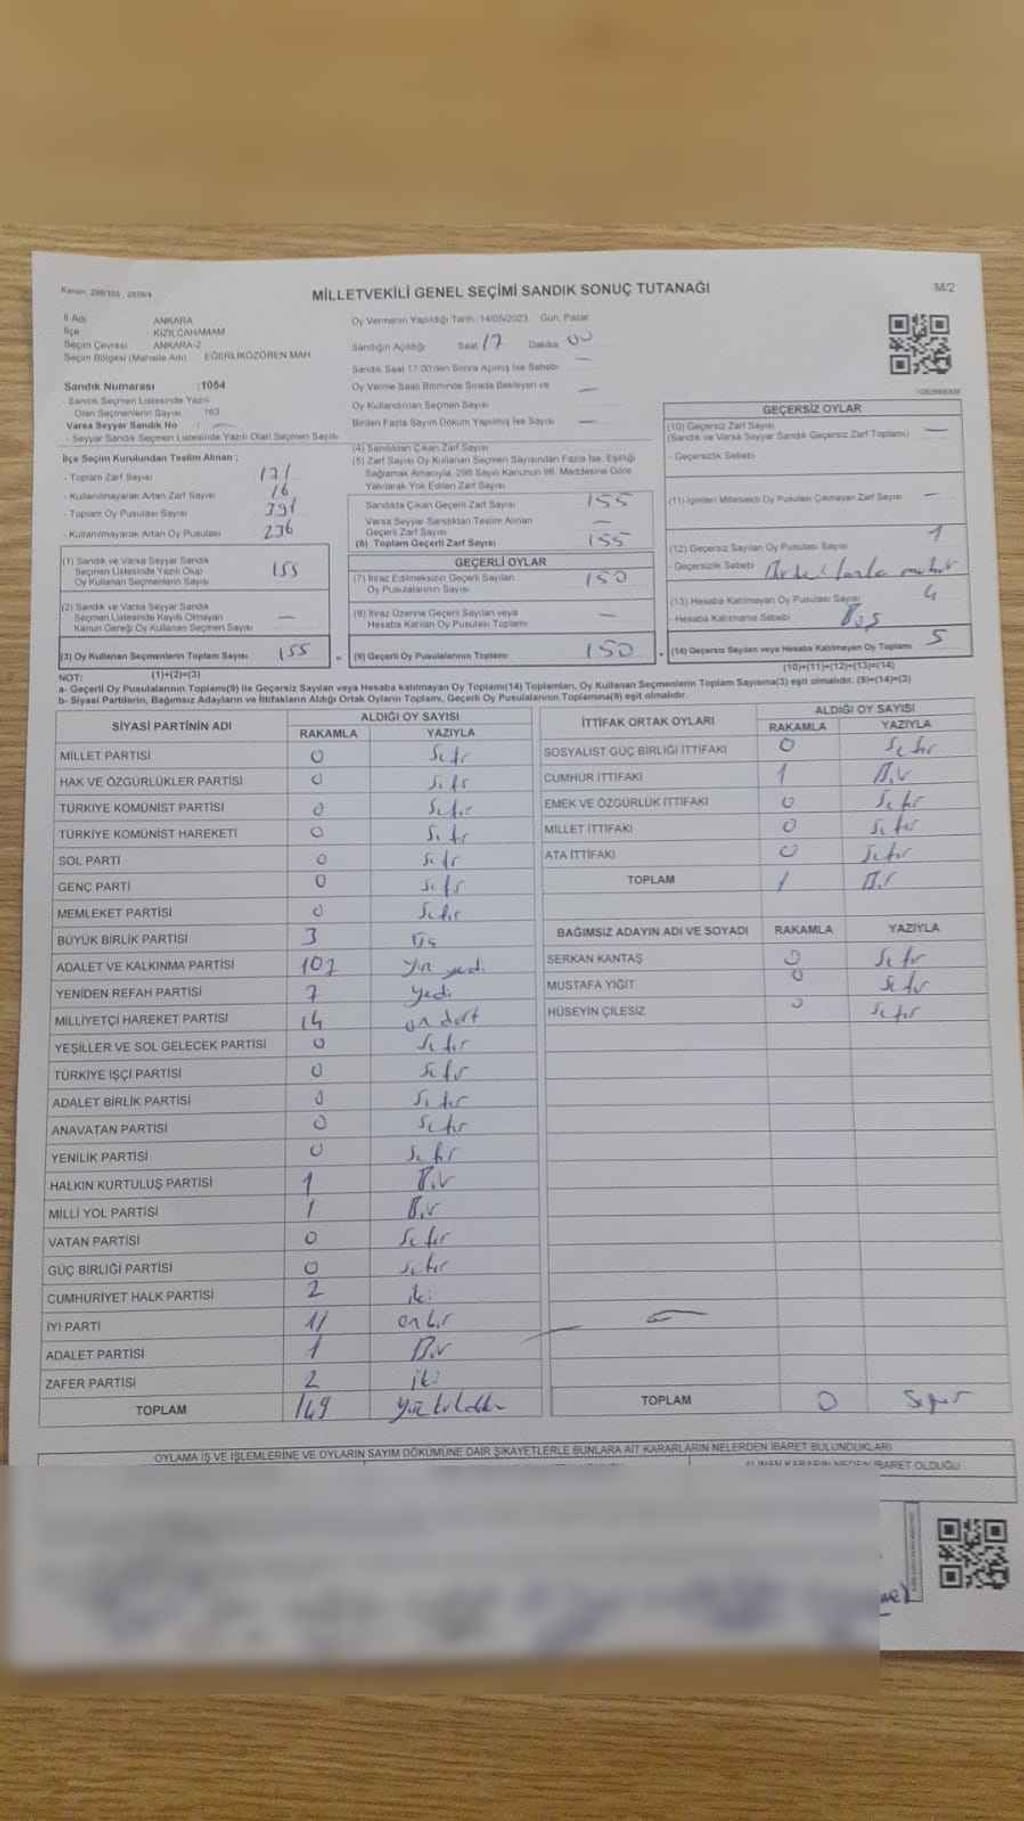 MİLLETVEKİLİ GENEL SEÇİMİ SANDIK SONUÇ TUTANAĞI
M/2
İl Adı ANKARA
İlçe KIZILCAHAMAM
Seçim Çevresi ANKARA-2
Seçim Bölgesi (Mahalle Adı) EĞERLİKÖZÖREN MAH
Sandık Numarası :1054
Sandık Seçmen Listesinde Yazılı
Olan Seçmenlerin Sayısı 163
Varsa Seyyar Sandık No
- Seyyar Sandık Seçmen Listesinde Yazılı Olan Seçmen Sayısı
İlçe Seçim Kurulundan Teslim Alınan :
- Toplam Zarf Sayısı 171
- Kullanılmayarak Artan Zarf Sayısı 16
- Toplam Oy Pusulası Sayısı 391
- Kullanılmayarak Artan Oy Pusulası 236
(1) Sandık ve Varsa Seyyar Sandık
Seçmen Listesinde Yazılı Olup
Oy Kullanan Seçmenlerin Sayısı 155
(2) Sandık ve Varsa Seyyar Sandık
Seçmen Listesinde Kayıtlı Olmayan
Kanun Gereği Oy Kullanan Seçmen Sayısı —
(3) Oy Kullanan Seçmenlerin Toplam Sayısı 155
(1)+(2)=(3)
Oy Vermenin Yapıldığı Tarih :14/05/2023 Gün: Pazar
Sandığın Açıldığı Saat 17 Dakika 00
Sandık Saat 17:00'den Sonra Açılmış İse Sebebi —
Oy Verme Saati Bitiminde Sırada Bekleyen ve
Oy Kullandırılan Seçmen Sayısı —
Birden Fazla Sayım Döküm Yapılmış İse Sayısı —
(4) Sandıktan Çıkan Zarf Sayısı
(5) Zarf Sayısı Oy Kullanan Seçmen Sayısından Fazla İse, Eşitliği
Sağlamak Amacıyla, 298 Sayılı Kanunun 98. Maddesine Göre
Yakılarak Yok Edilen Zarf Sayısı
Sandıkta Çıkan Geçerli Zarf Sayısı 155
Varsa Seyyar Sandıktan Teslim Alınan
Geçerli Zarf Sayısı —
(6) Toplam Geçerli Zarf Sayısı 155
GEÇERLİ OYLAR
(7) İtiraz Edilmeksizin Geçerli Sayılan
Oy Pusulalarının Sayısı 150
(8) İtiraz Üzerine Geçerli Sayılan veya
Hesaba Katılan Oy Pusulası Toplamı —
(9) Geçerli Oy Pusulalarının Toplamı 150
GEÇERSİZ OYLAR
(10) Geçersiz Zarf Sayısı —
(Sandık ve Varsa Seyyar Sandık Geçersiz Zarf Toplamı)
- Geçersizlik Sebebi
(11) İçinden Milletvekili Oy Pusulası Çıkmayan Zarf Sayısı —
(12) Geçersiz Sayılan Oy Pusulası Sayısı 1
- Geçersizlik Sebebi
(13) Hesaba Katılmayan Oy Pusulası Sayısı 4
- Hesaba Katılmama Sebebi Boş
(14) Geçersiz Sayılan veya Hesaba Katılmayan Oy Toplamı 5
(10)+(11)+(12)+(13)=(14)
NOT:
a- Geçerli Oy Pusulalarının Toplamı(9) ile Geçersiz Sayılan veya Hesaba katılmayan Oy Toplamı(14) Toplamları, Oy Kullanan Seçmenlerin Toplam Sayısına(3) eşit olmalıdır. (9)+(14)=(3)
b- Siyasi Partilerin, Bağımsız Adayların ve İttifakların Aldığı Ortak Oyların Toplamı, Geçerli Oy Pusulalarının Toplamına(9) eşit olmalıdır.
SİYASİ PARTİNİN ADI ALDIĞI OY SAYISI
RAKAMLA YAZIYLA
MİLLET PARTİSİ 0 Sıfır
HAK VE ÖZGÜRLÜKLER PARTİSİ 0 Sıfır
TÜRKİYE KOMÜNİST PARTİSİ 0 Sıfır
TÜRKİYE KOMÜNİST HAREKETİ 0 Sıfır
SOL PARTİ 0 Sıfır
GENÇ PARTİ 0 Sıfır
MEMLEKET PARTİSİ 0 Sıfır
BÜYÜK BİRLİK PARTİSİ 3 Üç
ADALET VE KALKINMA PARTİSİ 107 Yüz yedi
YENİDEN REFAH PARTİSİ 7 Yedi
MİLLİYETÇİ HAREKET PARTİSİ 14 on dört
YEŞİLLER VE SOL GELECEK PARTİSİ 0 Sıfır
TÜRKİYE İŞÇİ PARTİSİ 0 Sıfır
ADALET BİRLİK PARTİSİ 0 Sıfır
ANAVATAN PARTİSİ 0 Sıfır
YENİLİK PARTİSİ 0 Sıfır
HALKIN KURTULUŞ PARTİSİ 1 Bir
MİLLİ YOL PARTİSİ 1 Bir
VATAN PARTİSİ 0 Sıfır
GÜÇ BİRLİĞİ PARTİSİ 0 Sıfır
CUMHURİYET HALK PARTİSİ 2 iki
İYİ PARTİ 11 onbir
ADALET PARTİSİ 1 Bir
ZAFER PARTİSİ 2 iki
TOPLAM 149
İTTİFAK ORTAK OYLARI ALDIĞI OY SAYISI
RAKAMLA YAZIYLA
SOSYALİST GÜÇ BİRLİĞİ İTTİFAKI 0 Sıfır
CUMHUR İTTİFAKI 1 Bir
EMEK VE ÖZGÜRLÜK İTTİFAKI 0 Sıfır
MİLLET İTTİFAKI 0 Sıfır
ATA İTTİFAKI 0 Sıfır
TOPLAM 1 Bir
BAĞIMSIZ ADAYIN ADI VE SOYADI RAKAMLA YAZIYLA
SERKAN KANTAŞ 0 Sıfır
MUSTAFA YİĞİT 0 Sıfır
HÜSEYİN ÇİLESİZ 0 Sıfır
TOPLAM 0 Sıfır
OYLAMA İŞ VE İŞLEMLERİNE VE OYLARIN SAYIM DÖKÜMÜNE DAİR ŞİKAYETLERLE BUNLARA AİT KARARLARIN NELERDEN İBARET BULUNDUKLARI
ALINAN KARARIN NEDEN İBARET OLDUĞU